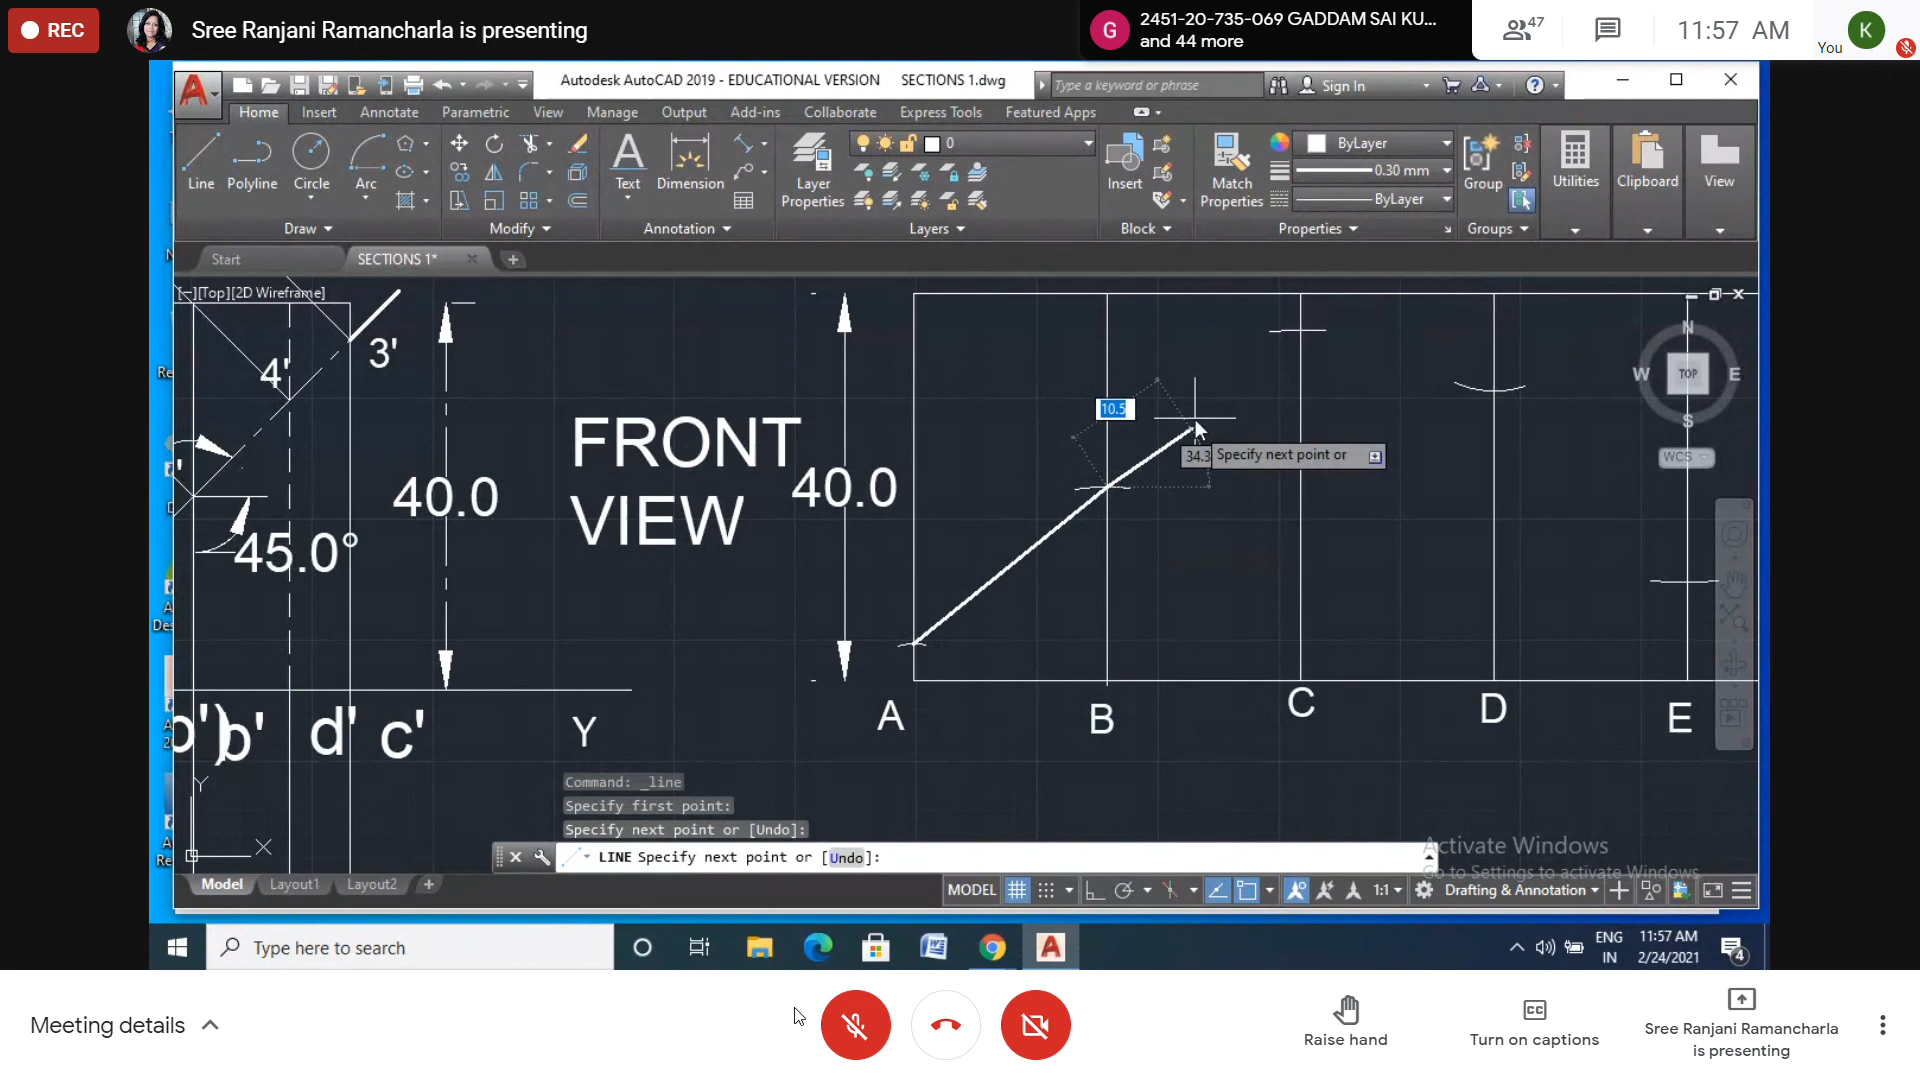 REC
Sree Ranjani Ramancharla is presenting
G
2451-20-735-069 GADDAM SAI KU...
and 44 more
47
11:57 AM
You
K
Autodesk AutoCAD 2019 - EDUCATIONAL VERSION SECTIONS 1.dwg
Type a keyword or phrase
Sign In
Home Insert Annotate Parametric View Manage Output Add-ins Collaborate Express Tools Featured Apps
Line Polyline Circle Arc
Text Dimension
Layer Properties
0
Insert
Match Properties
ByLayer
0.30 mm
ByLayer
Group
Utilities
Clipboard
View
Draw Modify Annotation Layers Block Properties Groups
Start SECTIONS 1*
[−][Top][2D Wireframe]
N
W TOP E
S
WCS
3'
4'
10.5
34.3 Specify next point or
FRONT
VIEW
40.0
40.0
45.0°
b' d' c'
Y
A B C D E
Y
X
Command: _line
Specify first point:
Specify next point or [Undo]:
LINE Specify next point or [Undo]:
Activate Windows
Go to Settings to activate Windows.
Model Layout1 Layout2
MODEL
1:1
Drafting & Annotation
Type here to search
ENG
IN
11:57 AM
2/24/2021
4
Meeting details
Raise hand
Turn on captions
Sree Ranjani Ramancharla
is presenting